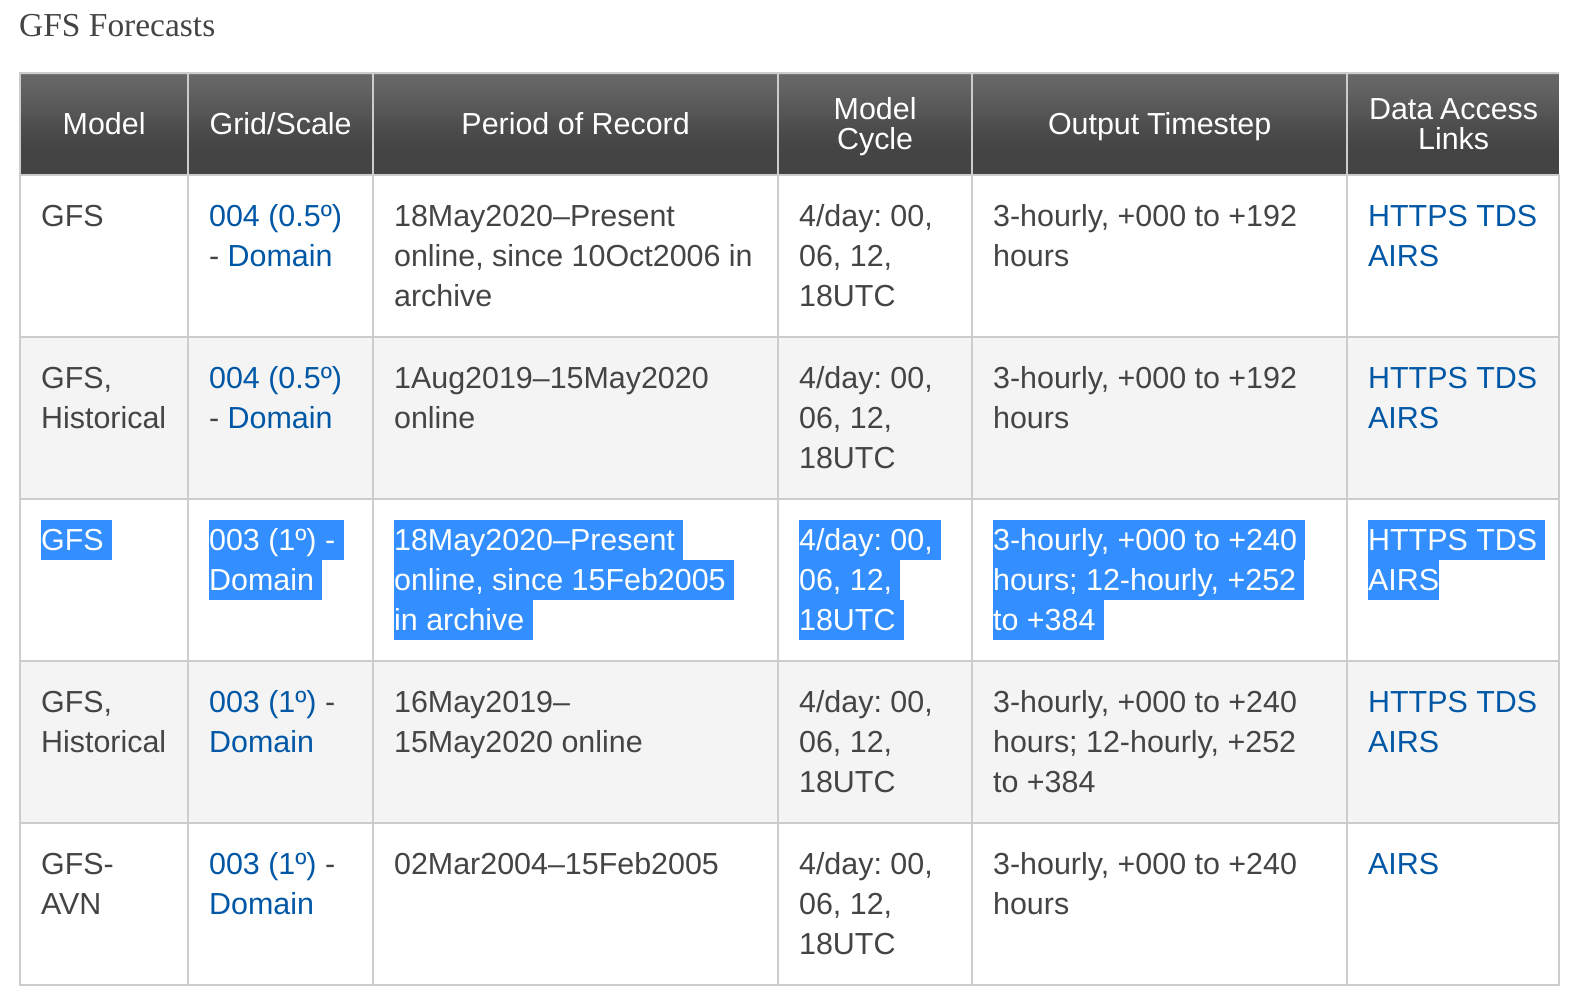 GFS Forecasts
Model
Grid/Scale
Period of Record
Model
Cycle
Output Timestep
Data Access
Links
GFS
004 (0.5º)
- Domain
18May2020–Present
online, since 10Oct2006 in
archive
4/day: 00,
06, 12,
18UTC
3-hourly, +000 to +192
hours
HTTPS TDS
AIRS
GFS,
Historical
004 (0.5º)
- Domain
1Aug2019–15May2020
online
4/day: 00,
06, 12,
18UTC
3-hourly, +000 to +192
hours
HTTPS TDS
AIRS
GFS
003 (1º) -
Domain
18May2020–Present
online, since 15Feb2005
in archive
4/day: 00,
06, 12,
18UTC
3-hourly, +000 to +240
hours; 12-hourly, +252
to +384
HTTPS TDS
AIRS
GFS,
Historical
003 (1º) -
Domain
16May2019–
15May2020 online
4/day: 00,
06, 12,
18UTC
3-hourly, +000 to +240
hours; 12-hourly, +252
to +384
HTTPS TDS
AIRS
GFS-
AVN
003 (1º) -
Domain
02Mar2004–15Feb2005
4/day: 00,
06, 12,
18UTC
3-hourly, +000 to +240
hours
AIRS